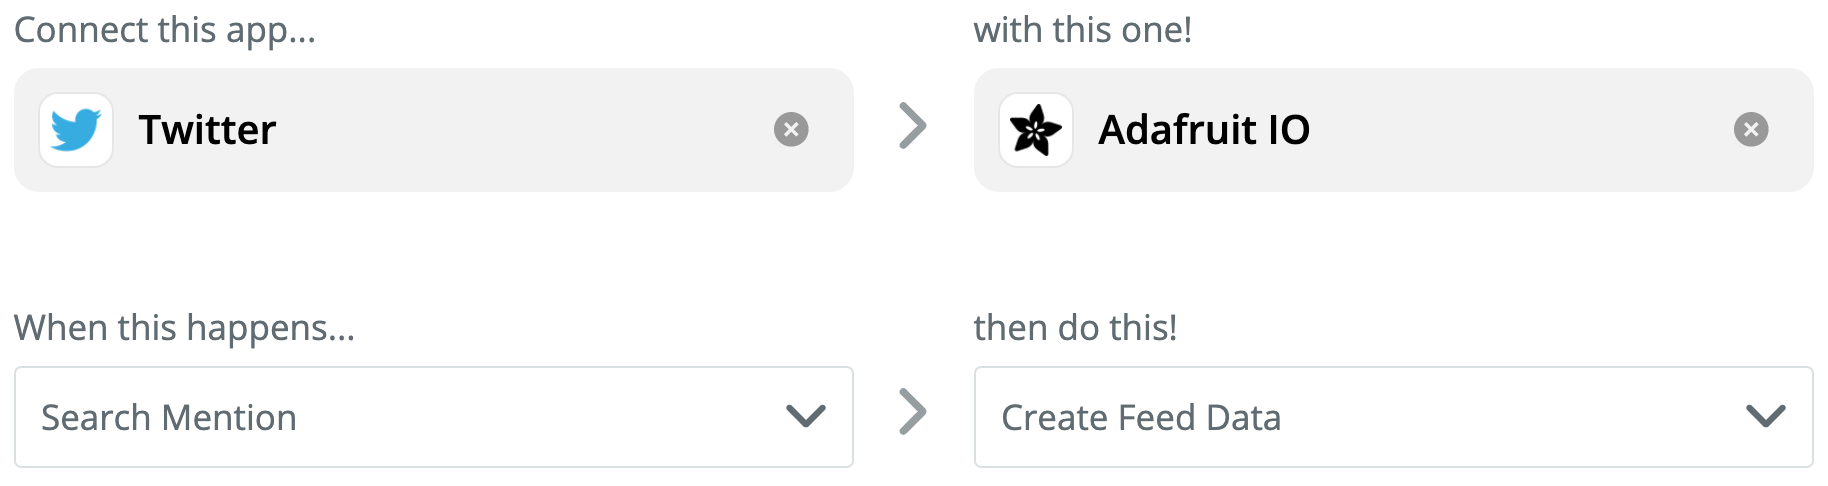 Connect this app...
with this one!
Twitter
Adafruit IO
When this happens...
then do this!
Search Mention
Create Feed Data